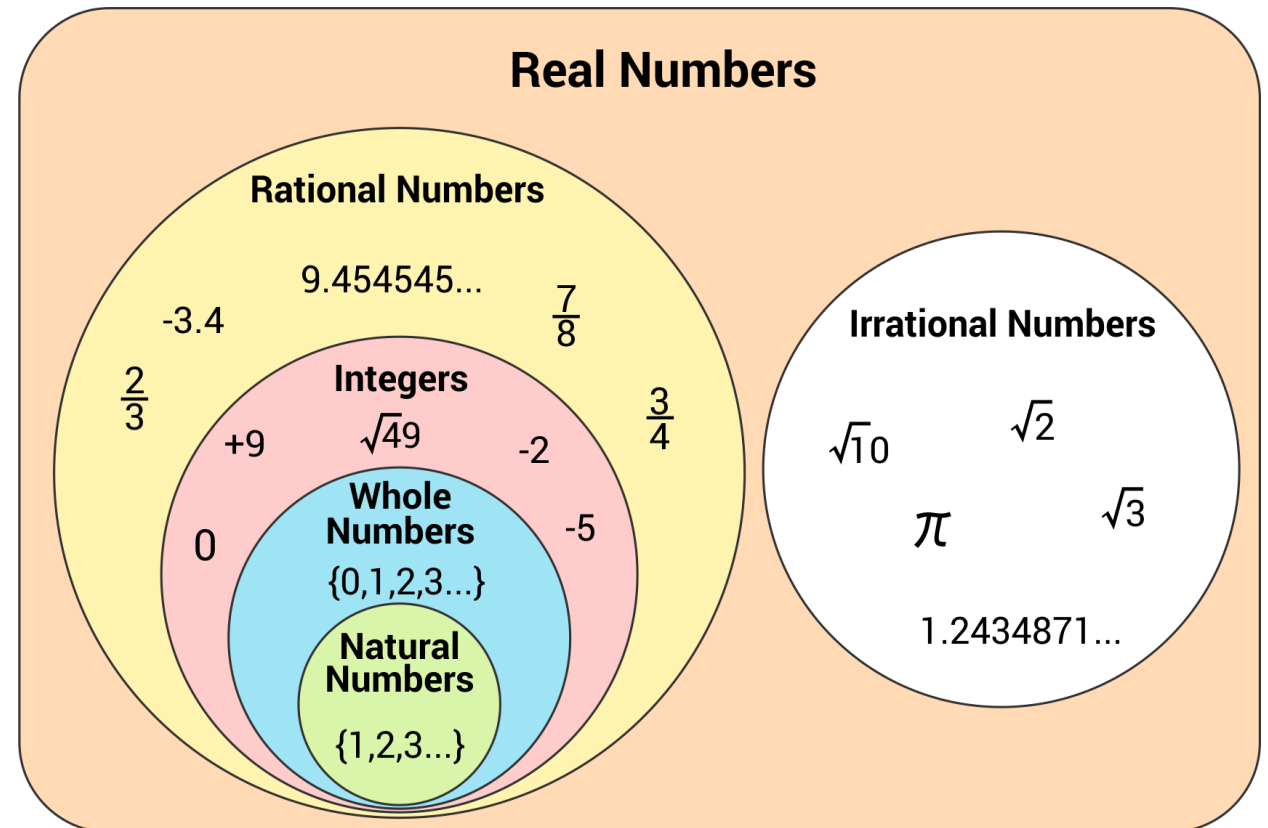 Real Numbers
Rational Numbers
9.454545...
-3.4
7/8
2/3
3/4
Integers
+9
√49
-2
0
-5
Whole
Numbers
{0,1,2,3...}
Natural
Numbers
{1,2,3...}
Irrational Numbers
√10
√2
π
√3
1.2434871...